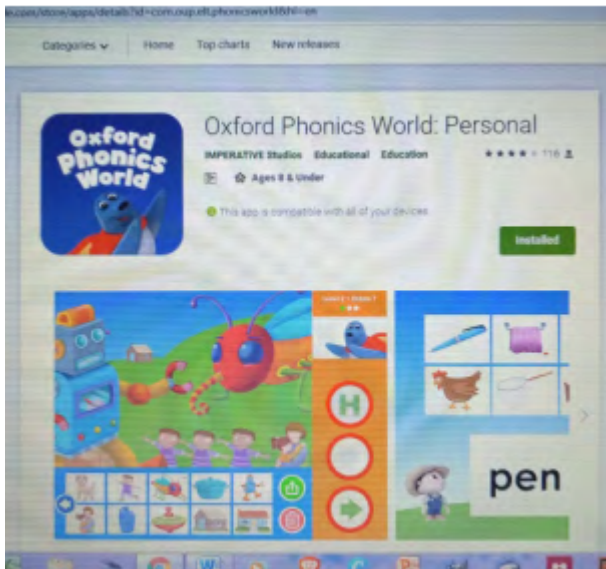 le.com/store/apps/details?id=com.oup.elt.phonicsworld&hl=en
Categories Home Top charts New releases
Oxford Phonics World
Oxford Phonics World: Personal
IMPERATIVE Studios Educational Education 116
Ages 8 & Under
This app is compatible with all of your devices.
Installed
H
pen